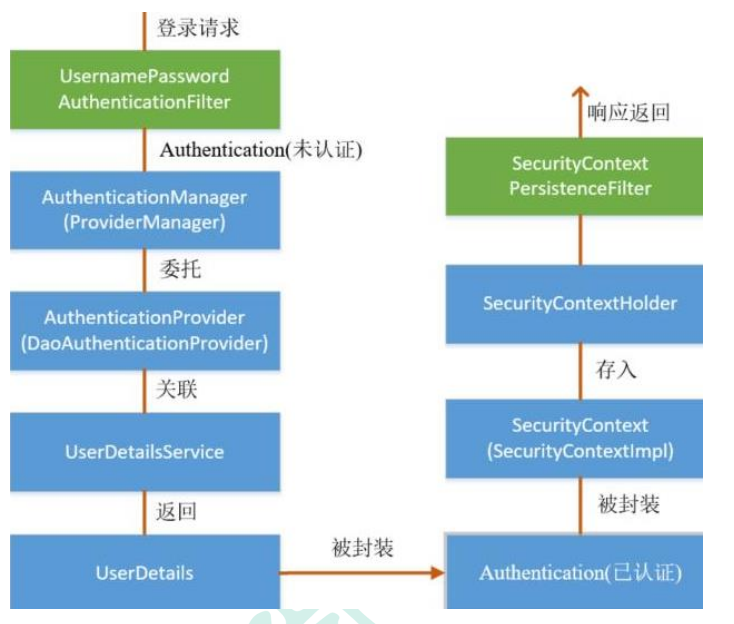 登录请求
UsernamePassword
AuthenticationFilter
Authentication(未认证)
AuthenticationManager
(ProviderManager)
委托
AuthenticationProvider
(DaoAuthenticationProvider)
关联
UserDetailsService
返回
UserDetails
被封装
Authentication(已认证)
被封装
SecurityContext
(SecurityContextImpl)
存入
SecurityContextHolder
SecurityContext
PersistenceFilter
响应返回